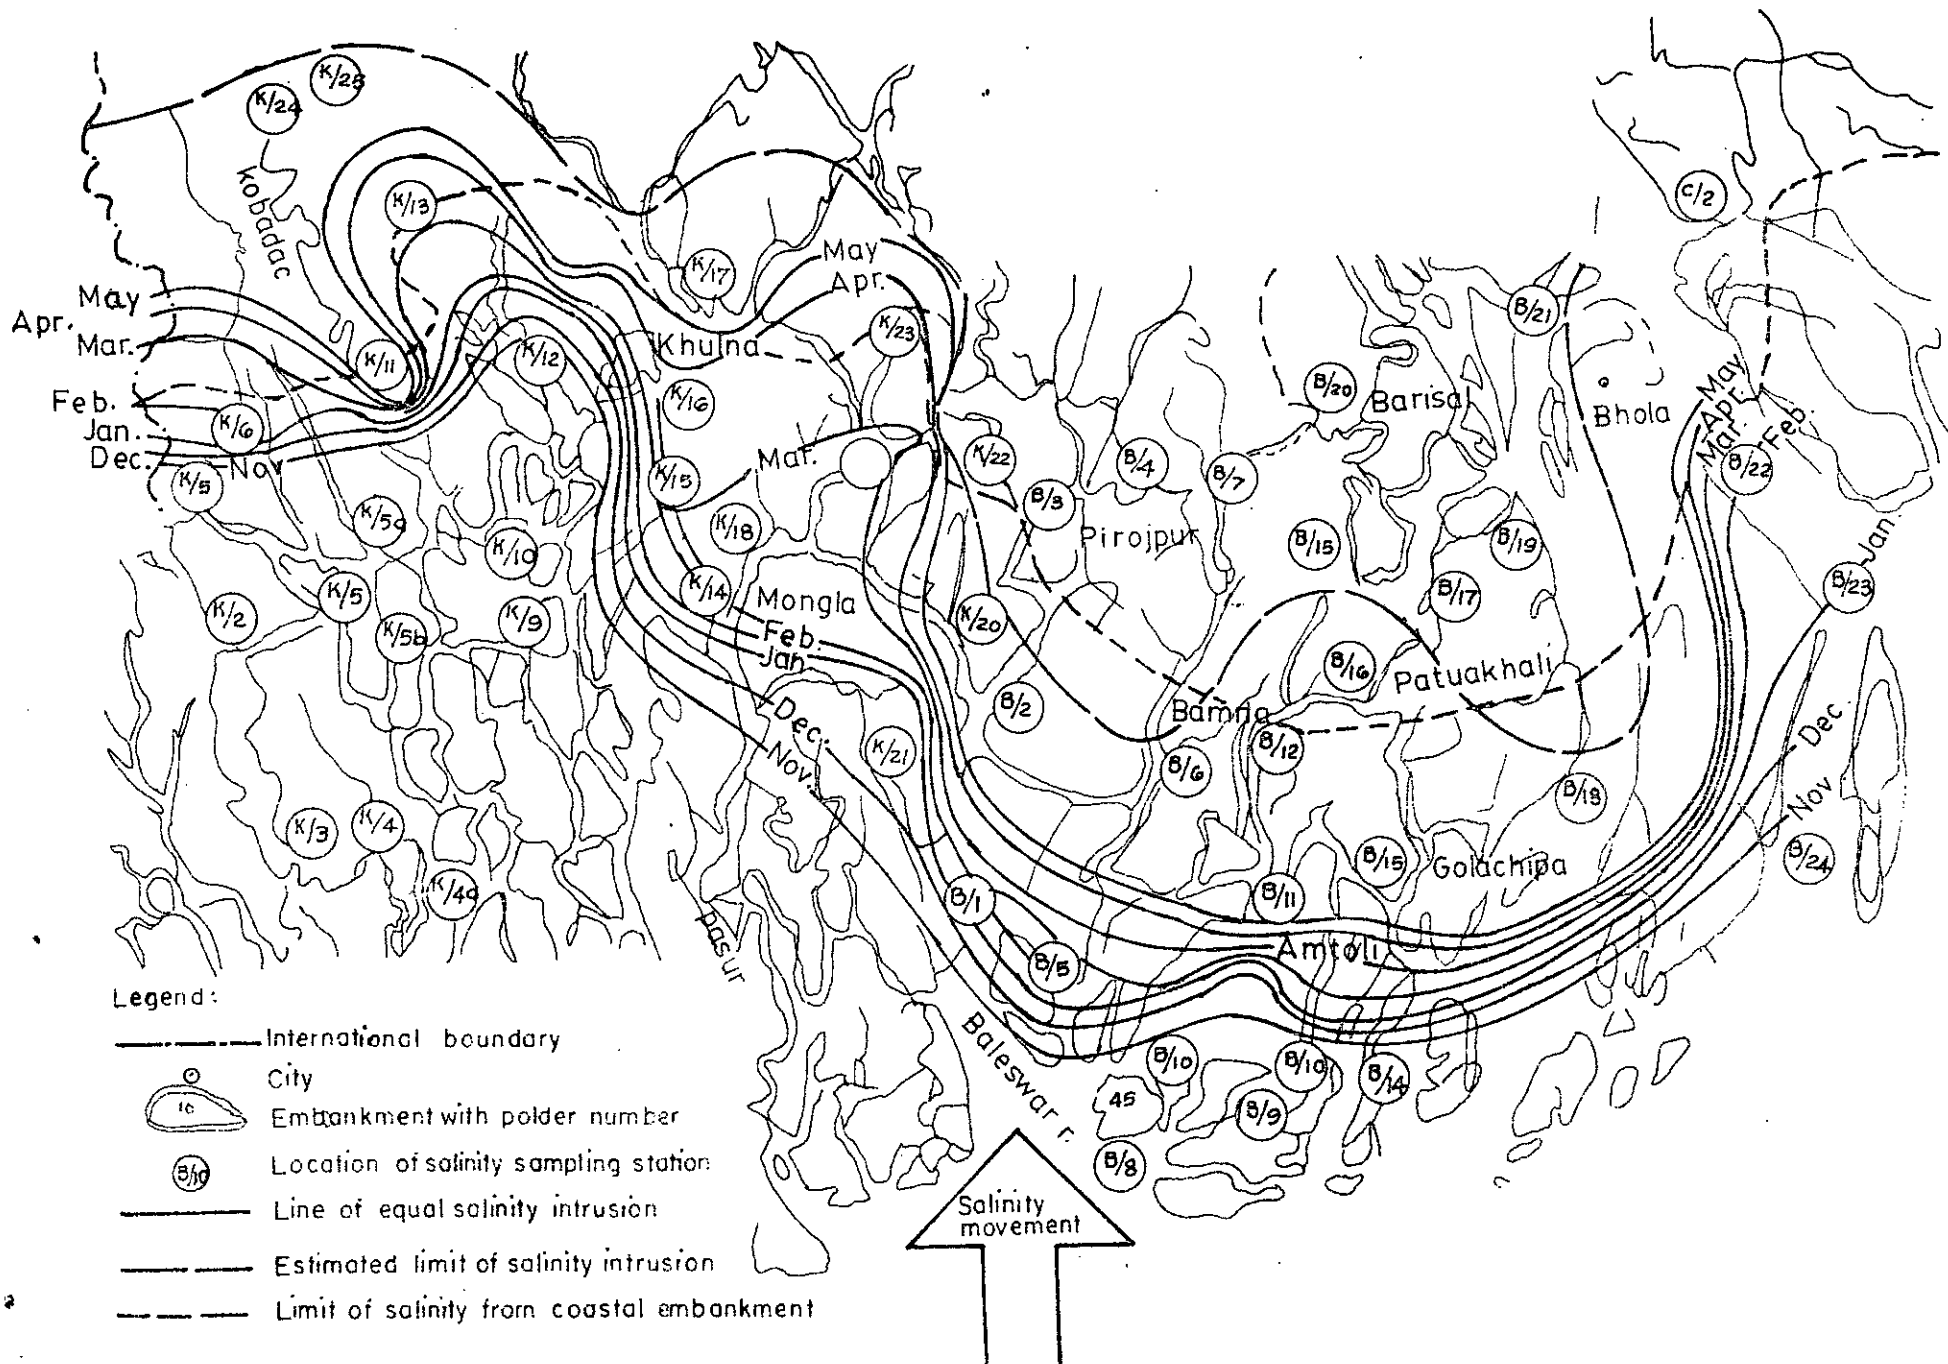 K/25
K/24
kobadac
K/13
C/2
K/17
May
Apr.
May
Apr.
Mar.
K/23
B/21
Khulna
K/11
K/12
B/20
Barisal
Bhola
May
Apr.
Mar.
Feb.
Feb.
Jan.
Dec.
Nov
K/6
K/16
K/5
K/15
Mar.
K/22
B/4
B/7
B/22
B/3
K/18
Pirojpur
B/15
B/19
Jan.
K/10
K/2
K/5
K/5b
K/9
K/14
Mongla
Feb.
Jan.
K/20
B/17
B/23
B/16
Patuakhali
B/2
Bamna
Dec.
Nov.
K/21
B/6
B/12
B/18
Dec.
Nov
K/3
K/4
B/15
Golachipa
B/24
B/1
B/11
pasur
B/5
Amtali
Baleswar r.
B/10
B/10
B/14
45
B/9
B/8
Salinity
movement
Legend:
International boundary
City
10
Embankment with polder number
B/10
Location of salinity sampling station
Line of equal salinity intrusion
Estimated limit of salinity intrusion
Limit of salinity from coastal embankment